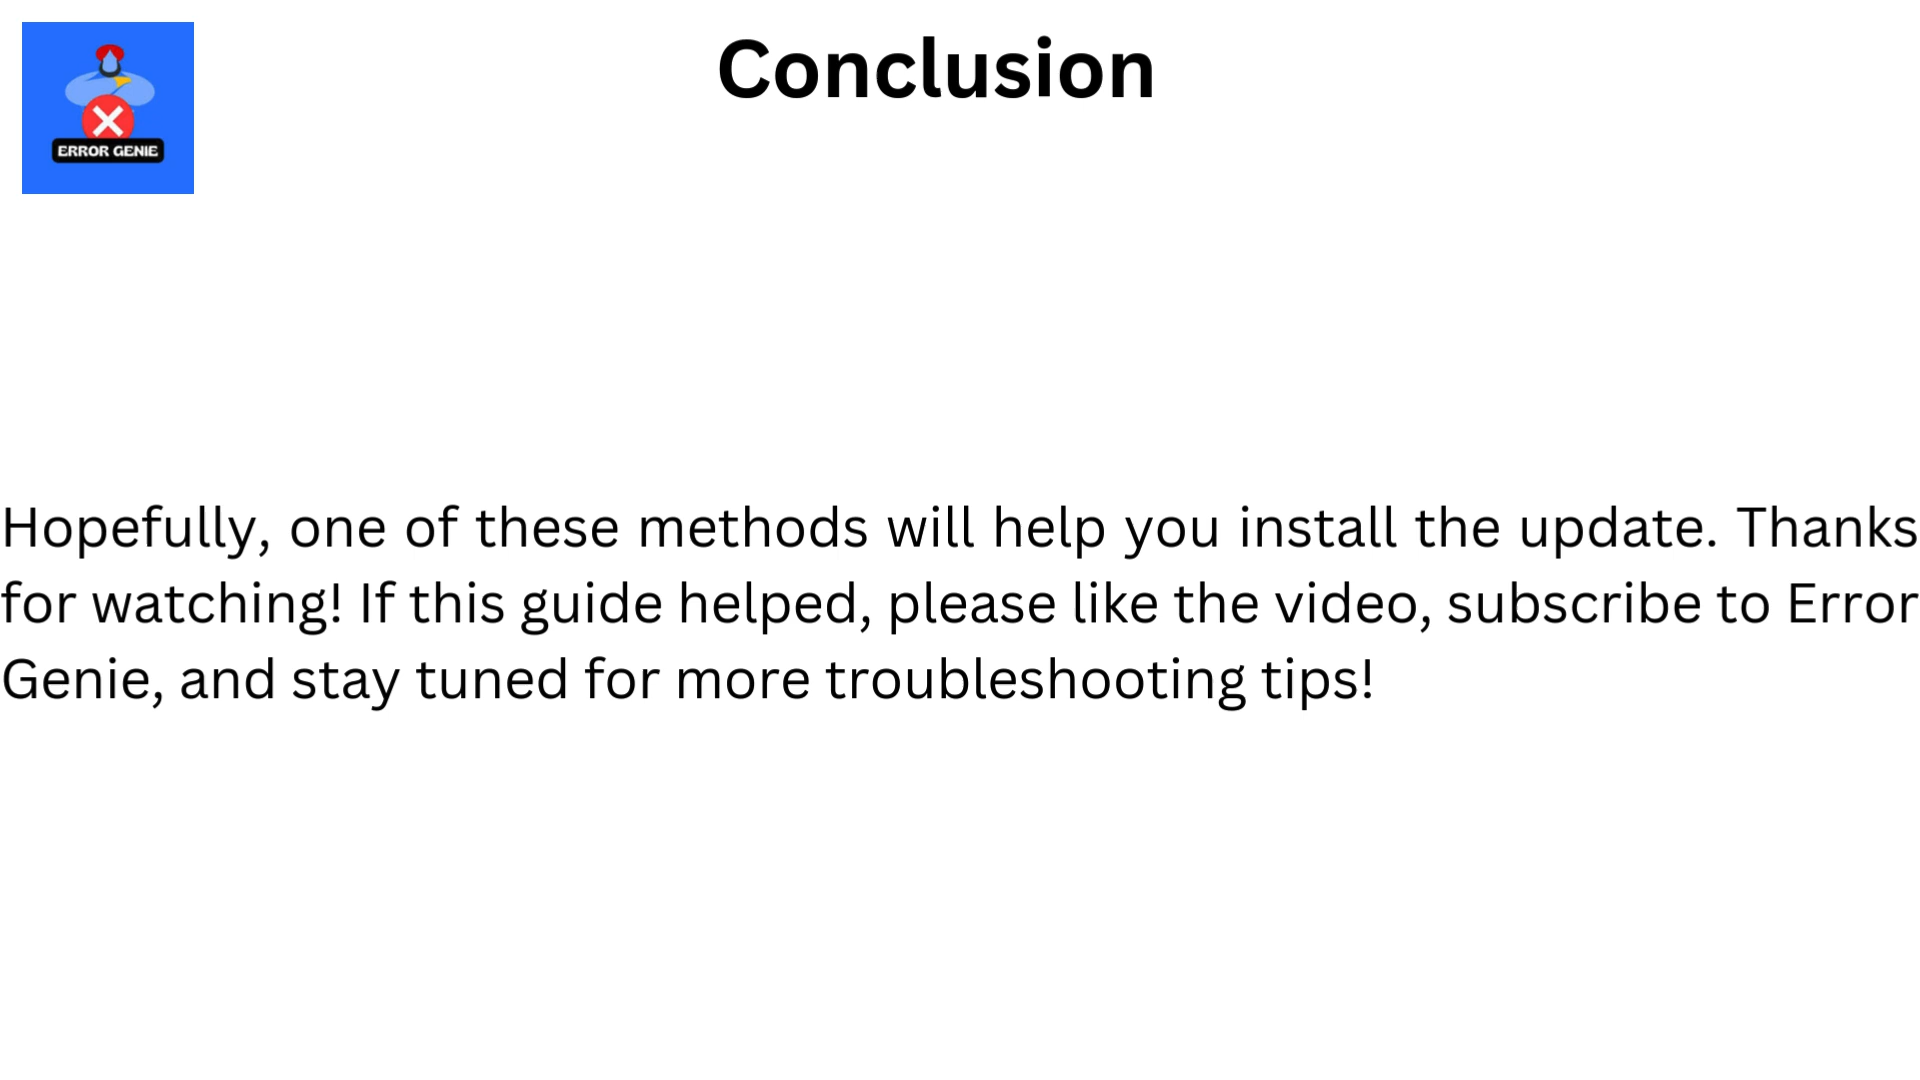 Conclusion
ERROR GENIE
Hopefully, one of these methods will help you install the update. Thanks
for watching! If this guide helped, please like the video, subscribe to Error
Genie, and stay tuned for more troubleshooting tips!